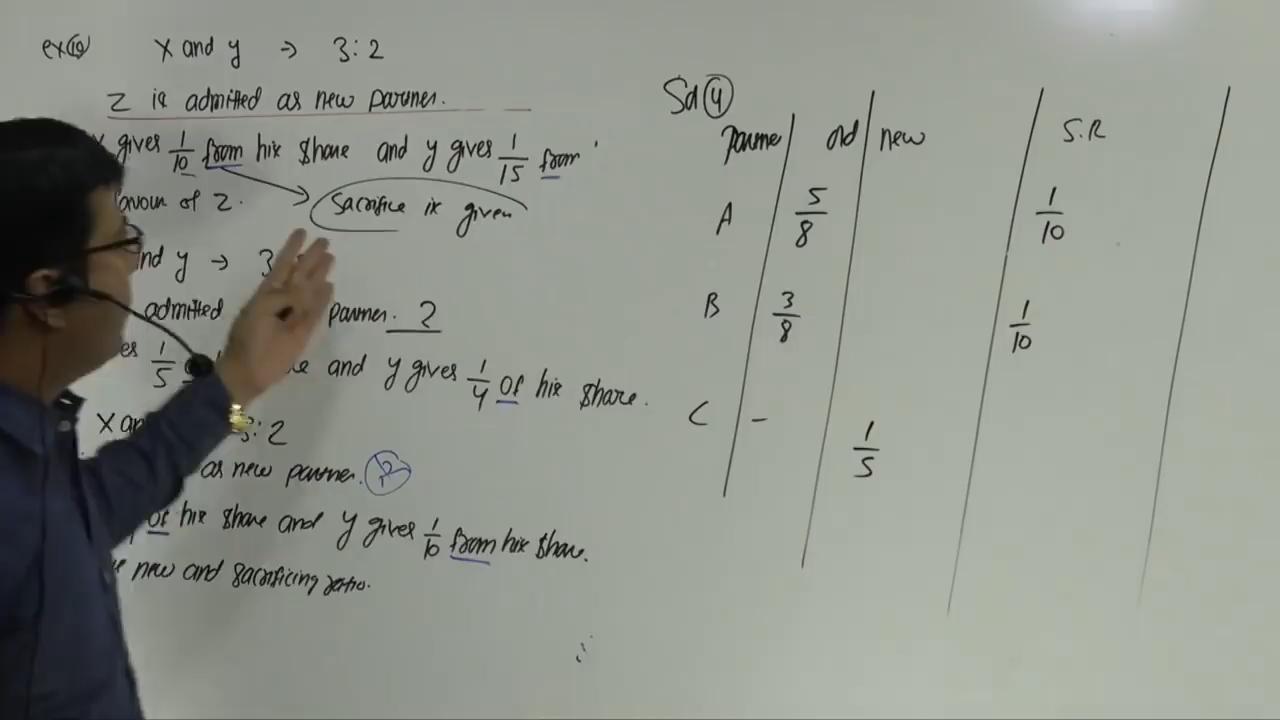 ex(10) X and y → 3:2
Z is admitted as new Partner.
gives 1/10 from his share and y gives 1/15 from
favour of Z. Sacrifice is given
and y → 3
admitted partner. 2
1/5 and y gives 1/4 of his share.
X an 3:2
as new partner.
of his share and y gives 1/10 from his share.
new and sacrificing ratio.
Sol (4)
Partner old new S.R
A 5/8 1/10
B 3/8 1/10
C - 1/5